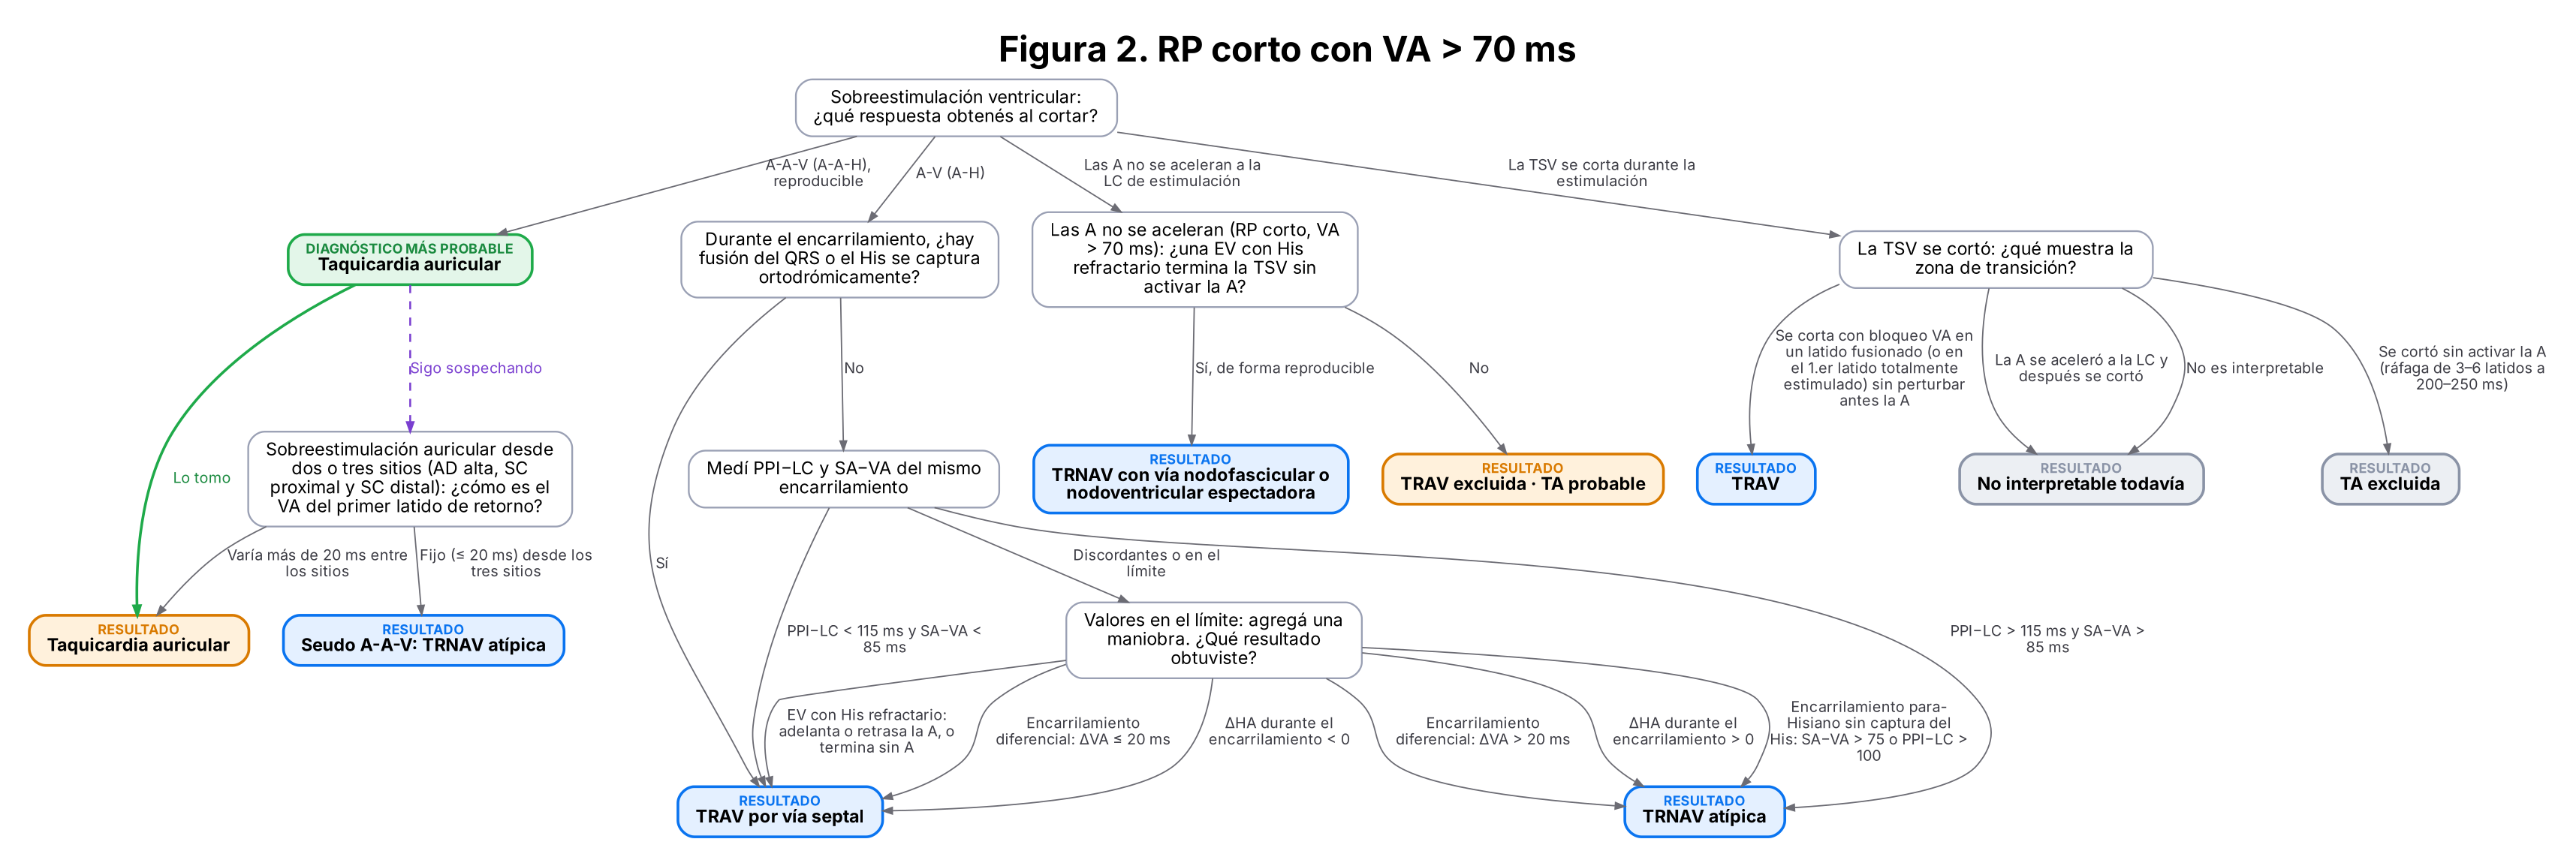 Figura 2. RP corto con VA > 70 ms
Sobreestimulación ventricular:
¿qué respuesta obtenés al cortar?
A-A-V (A-A-H),
reproducible
A-V (A-H)
Las A no se aceleran a la
LC de estimulación
La TSV se corta durante la
estimulación
DIAGNÓSTICO MÁS PROBABLE
Taquicardia auricular
Durante el encarrilamiento, ¿hay
fusión del QRS o el His se captura
ortodrómicamente?
Las A no se aceleran (RP corto, VA
> 70 ms): ¿una EV con His
refractario termina la TSV sin
activar la A?
La TSV se cortó: ¿qué muestra la
zona de transición?
Sigo sospechando
No
Sí, de forma reproducible
No
Se corta con bloqueo VA en
un latido fusionado (o en
el 1.er latido totalmente
estimulado) sin perturbar
antes la A
La A se aceleró a la LC y
después se cortó
No es interpretable
Se cortó sin activar la A
(ráfaga de 3–6 latidos a
200–250 ms)
Lo tomo
Sobreestimulación auricular desde
dos o tres sitios (AD alta, SC
proximal y SC distal): ¿cómo es el
VA del primer latido de retorno?
Medí PPI−LC y SA−VA del mismo
encarrilamiento
RESULTADO
TRNAV con vía nodofascicular o
nodoventricular espectadora
RESULTADO
TRAV excluida · TA probable
RESULTADO
TRAV
RESULTADO
No interpretable todavía
RESULTADO
TA excluida
Varía más de 20 ms entre
los sitios
Fijo (≤ 20 ms) desde los
tres sitios
Sí
Discordantes o en el
límite
RESULTADO
Taquicardia auricular
RESULTADO
Seudo A-A-V: TRNAV atípica
PPI−LC < 115 ms y SA−VA <
85 ms
Valores en el límite: agregá una
maniobra. ¿Qué resultado
obtuviste?
PPI−LC > 115 ms y SA−VA >
85 ms
EV con His refractario:
adelanta o retrasa la A, o
termina sin A
Encarrilamiento
diferencial: ΔVA ≤ 20 ms
ΔHA durante el
encarrilamiento < 0
Encarrilamiento
diferencial: ΔVA > 20 ms
ΔHA durante el
encarrilamiento > 0
Encarrilamiento para-
Hisiano sin captura del
His: SA−VA > 75 o PPI−LC >
100
RESULTADO
TRAV por vía septal
RESULTADO
TRNAV atípica